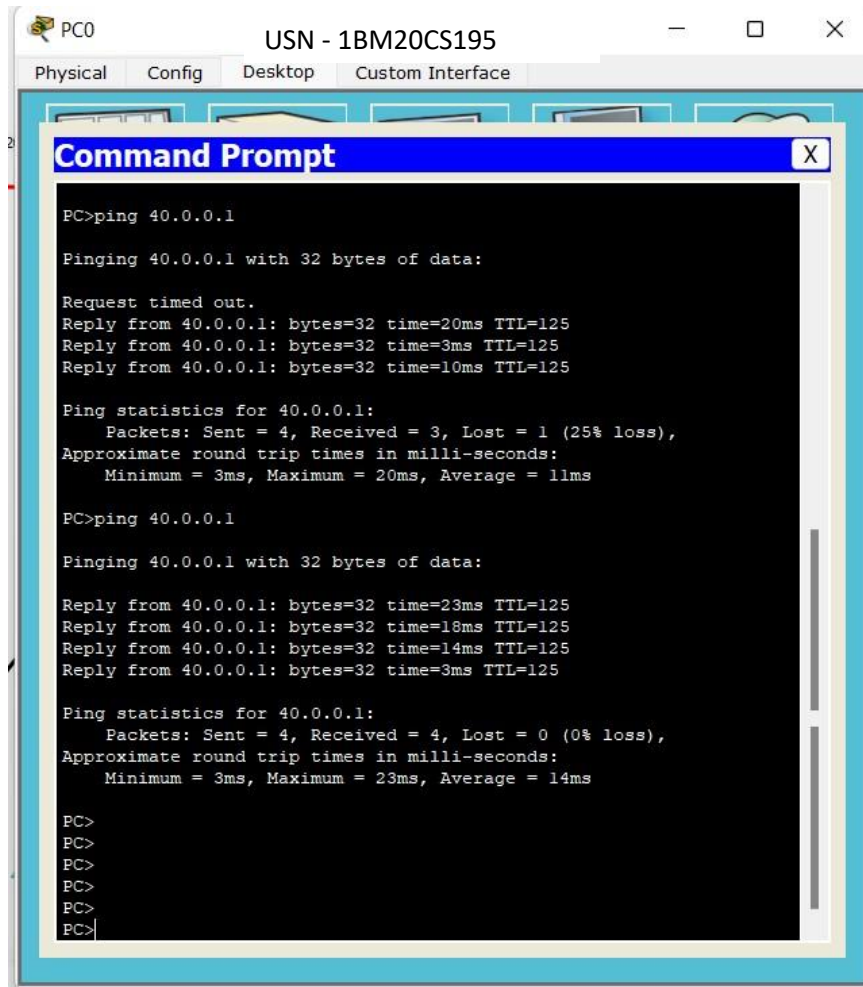 PC0
USN - 1BM20CS195
Physical Config Desktop Custom Interface
Command Prompt
X
PC>ping 40.0.0.1
Pinging 40.0.0.1 with 32 bytes of data:
Request timed out.
Reply from 40.0.0.1: bytes=32 time=20ms TTL=125
Reply from 40.0.0.1: bytes=32 time=3ms TTL=125
Reply from 40.0.0.1: bytes=32 time=10ms TTL=125
Ping statistics for 40.0.0.1:
Packets: Sent = 4, Received = 3, Lost = 1 (25% loss),
Approximate round trip times in milli-seconds:
Minimum = 3ms, Maximum = 20ms, Average = 11ms
PC>ping 40.0.0.1
Pinging 40.0.0.1 with 32 bytes of data:
Reply from 40.0.0.1: bytes=32 time=23ms TTL=125
Reply from 40.0.0.1: bytes=32 time=18ms TTL=125
Reply from 40.0.0.1: bytes=32 time=14ms TTL=125
Reply from 40.0.0.1: bytes=32 time=3ms TTL=125
Ping statistics for 40.0.0.1:
Packets: Sent = 4, Received = 4, Lost = 0 (0% loss),
Approximate round trip times in milli-seconds:
Minimum = 3ms, Maximum = 23ms, Average = 14ms
PC>
PC>
PC>
PC>
PC>
PC>